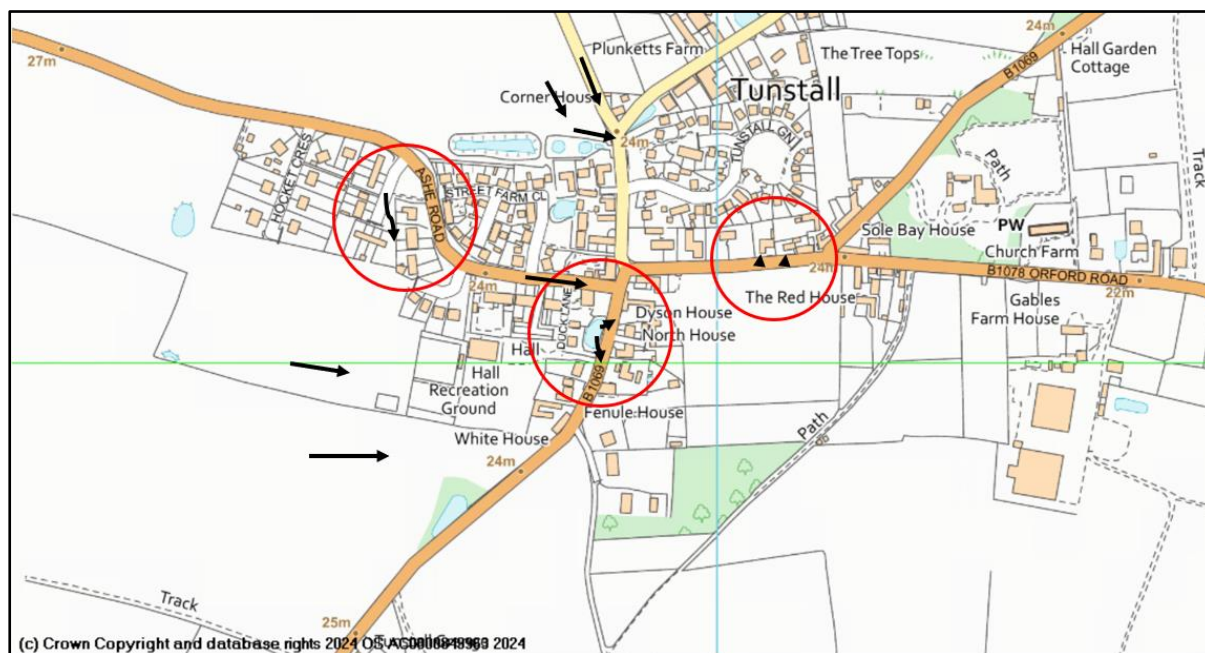 24m
27m
Plunketts Farm
The Tree Tops
B1069
Hall Garden
Cottage
Tunstall
Corner House
24m
TUNSTALL GN
Path
Track
HOCKET CRES
ASHE ROAD
STREET FARM CL
Sole Bay House
PW
Church Farm
24m
24m
B1078 ORFORD ROAD
22m
The Red House
Gables
Farm House
DUCK LANE
Dyson House
North House
Hall
Hall
Recreation
Ground
B1069
Fenule House
White House
24m
Path
Track
25m
(c) Crown Copyright and database rights 2024 OS 2024